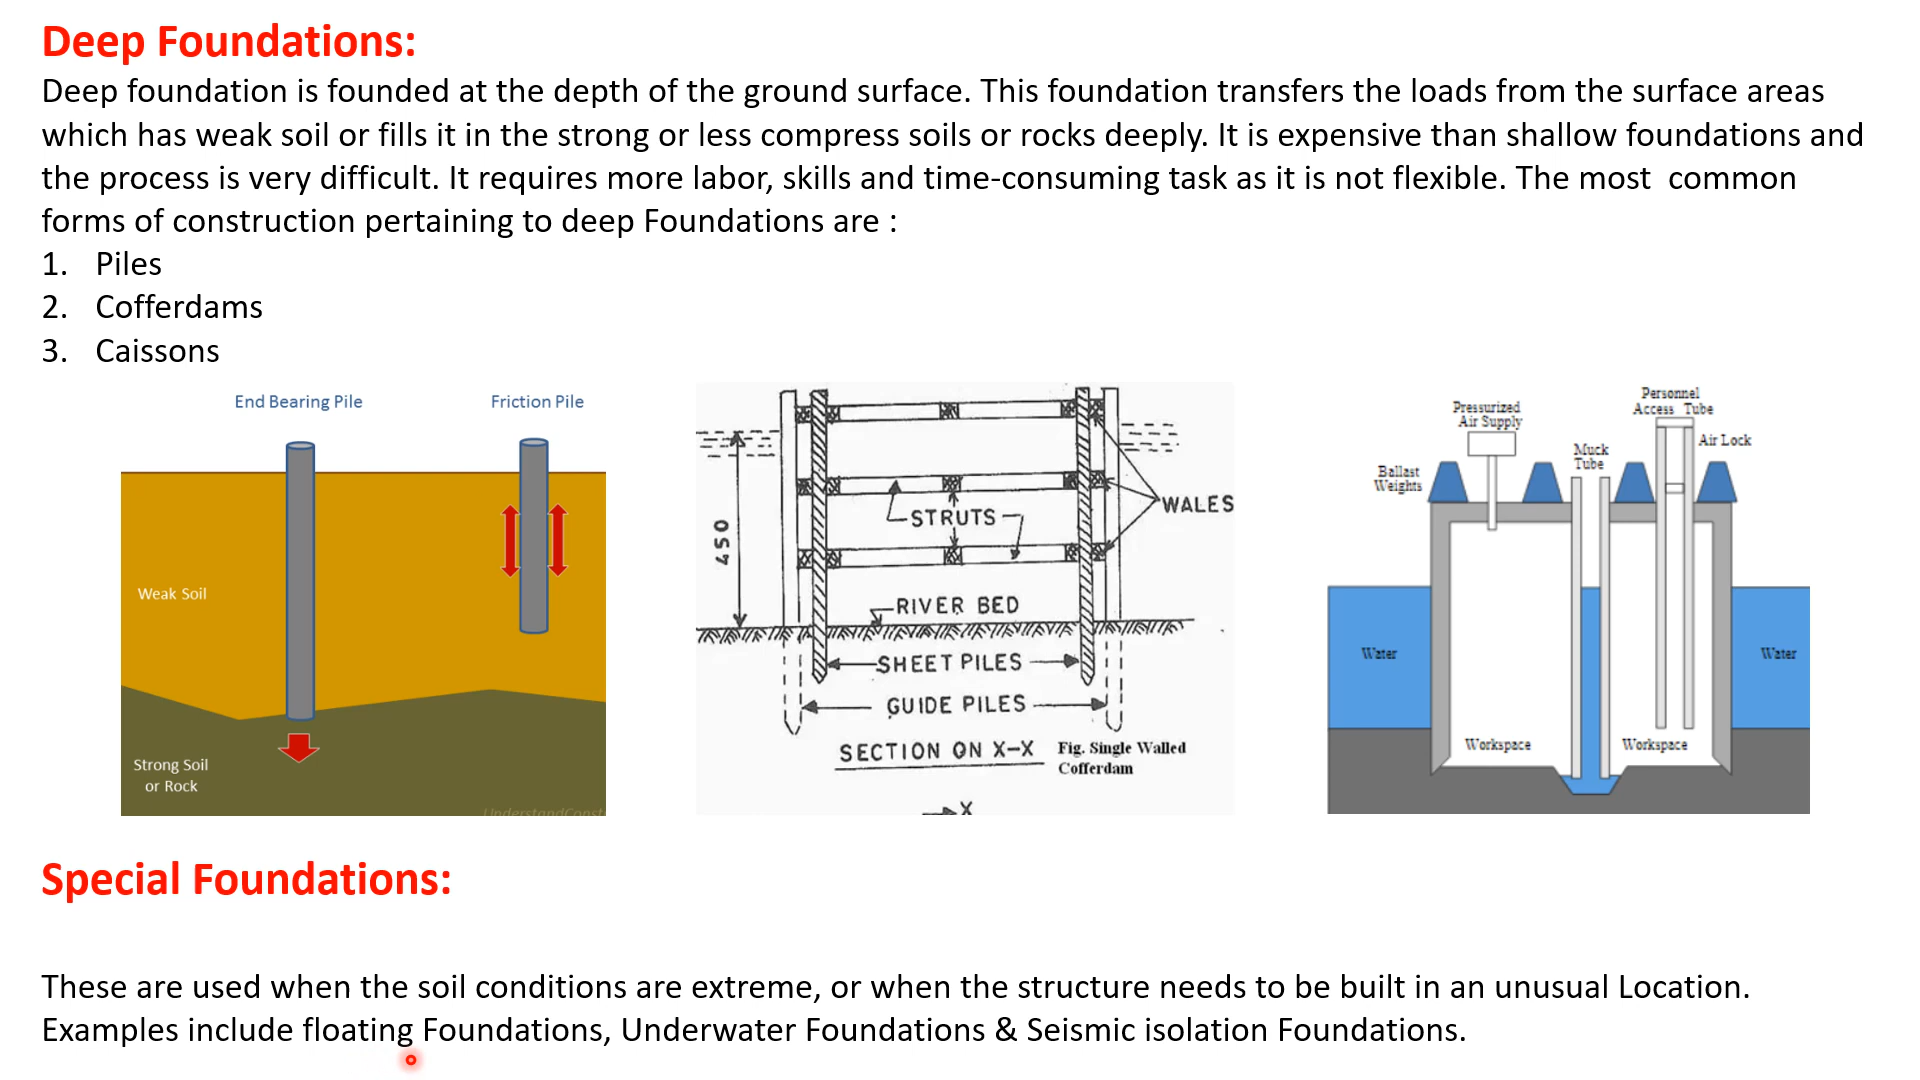 Deep Foundations:
Deep foundation is founded at the depth of the ground surface. This foundation transfers the loads from the surface areas
which has weak soil or fills it in the strong or less compress soils or rocks deeply. It is expensive than shallow foundations and
the process is very difficult. It requires more labor, skills and time-consuming task as it is not flexible. The most common
forms of construction pertaining to deep Foundations are :
1. Piles
2. Cofferdams
3. Caissons
End Bearing Pile
Friction Pile
Weak Soil
Strong Soil
or Rock
UnderstandConst
450
STRUTS
WALES
RIVER BED
SHEET PILES
GUIDE PILES
SECTION ON X-X
Fig. Single Walled
Cofferdam
X
Pressurized
Air Supply
Personnel
Access Tube
Air Lock
Muck
Tube
Ballast
Weights
Water
Water
Workspace
Workspace
Special Foundations:
These are used when the soil conditions are extreme, or when the structure needs to be built in an unusual Location.
Examples include floating Foundations, Underwater Foundations & Seismic isolation Foundations.